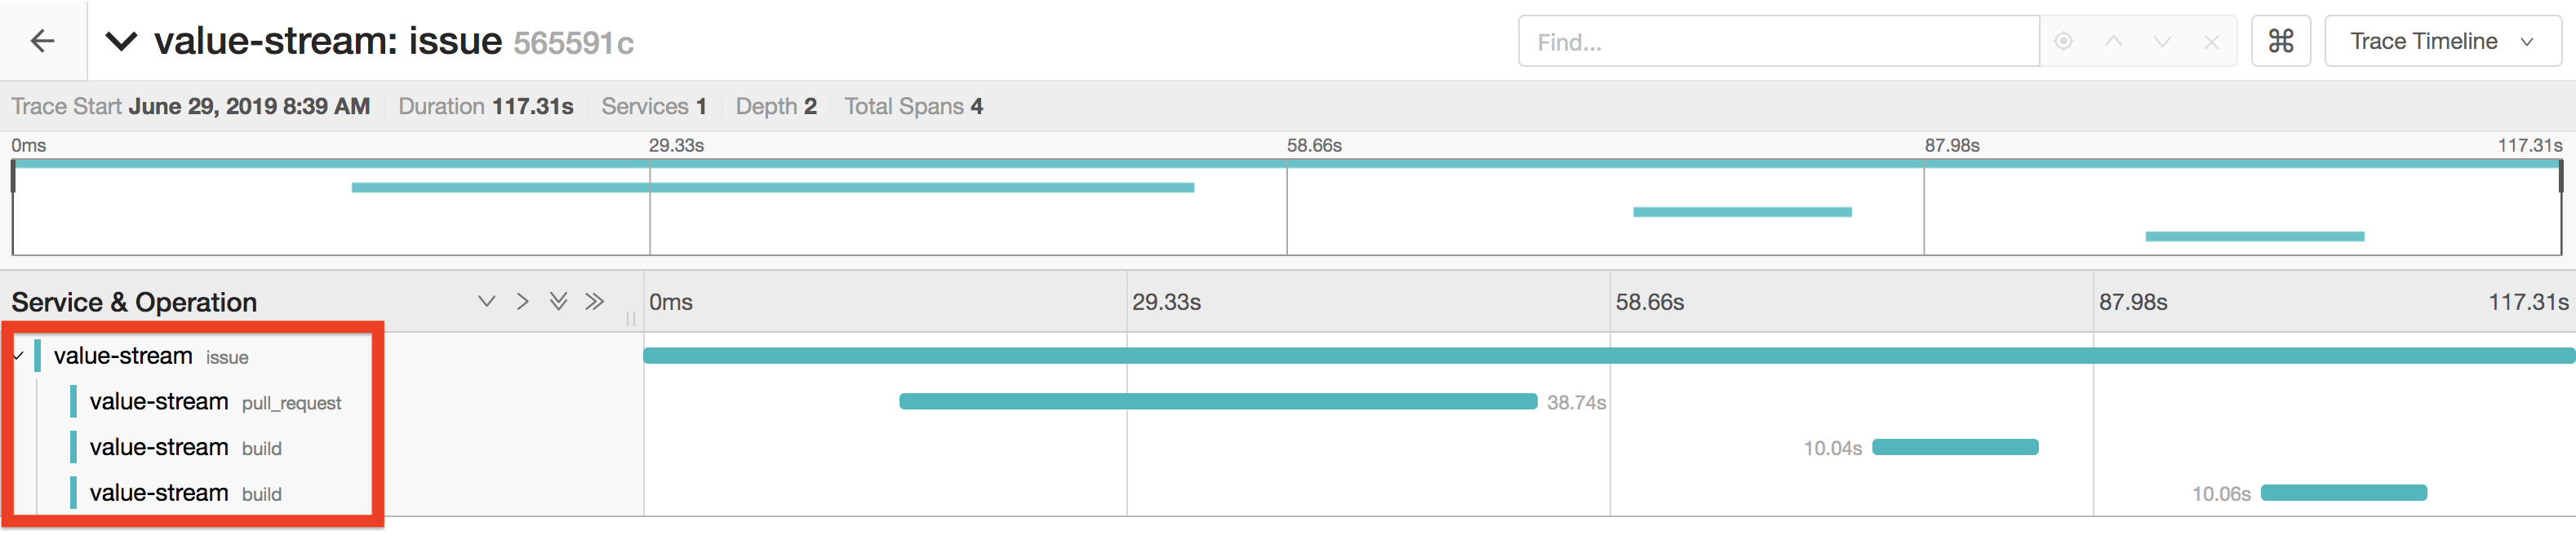 value-stream: issue 565591c Find... ⌘ Trace Timeline
Trace Start June 29, 2019 8:39 AM Duration 117.31s Services 1 Depth 2 Total Spans 4
0ms 29.33s 58.66s 87.98s 117.31s
Service & Operation 0ms 29.33s 58.66s 87.98s 117.31s
value-stream issue
value-stream pull_request 38.74s
value-stream build 10.04s
value-stream build 10.06s